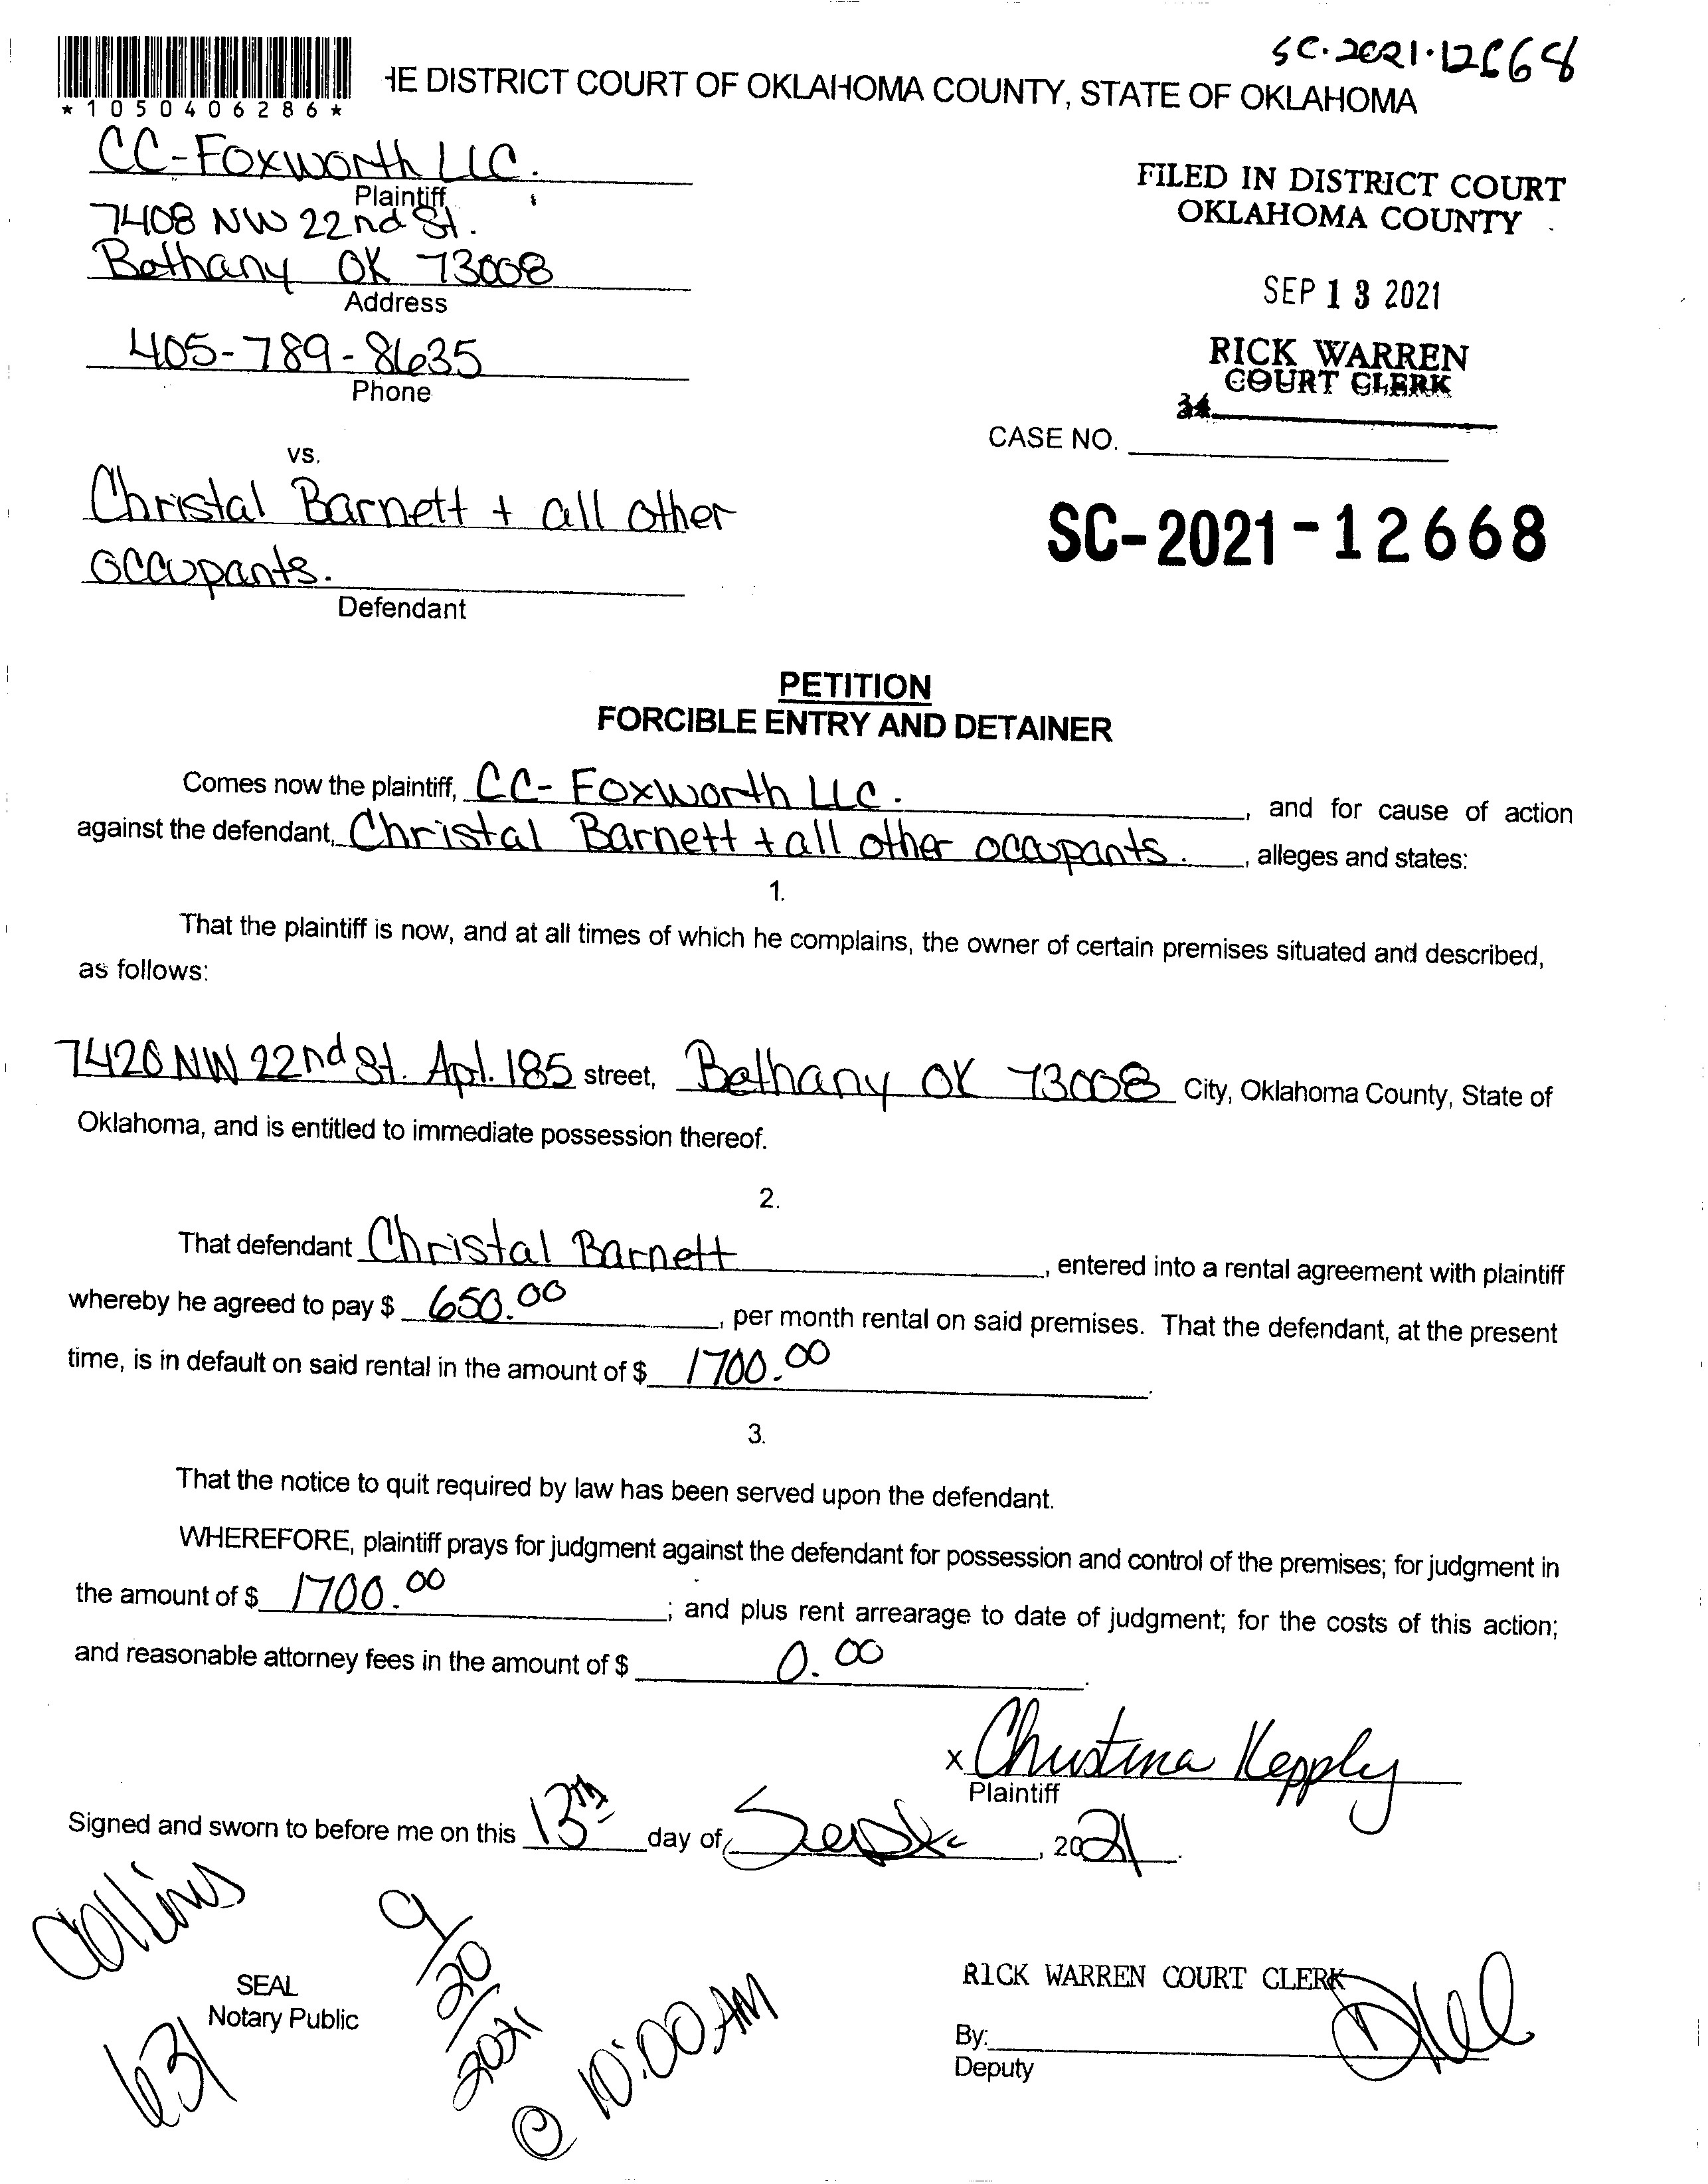 SC-2021-12668
*1050406286*
HE DISTRICT COURT OF OKLAHOMA COUNTY, STATE OF OKLAHOMA
CC-Foxworth LLC.
Plaintiff
7408 NW 22nd St.
Bethany OK 73008
Address
405-789-8635
Phone
FILED IN DISTRICT COURT
OKLAHOMA COUNTY
SEP 13 2021
RICK WARREN
COURT CLERK
34
CASE NO.
vs.
Christal Barnett + all other
occupants.
Defendant
SC-2021-12668
PETITION
FORCIBLE ENTRY AND DETAINER
Comes now the plaintiff, CC-Foxworth LLC. , and for cause of action
against the defendant, Christal Barnett + all other occupants. , alleges and states:
1.
That the plaintiff is now, and at all times of which he complains, the owner of certain premises situated and described,
as follows:
7420 NW 22nd St. Apt. 185 street, Bethany OK 73008 City, Oklahoma County, State of
Oklahoma, and is entitled to immediate possession thereof.
2.
That defendant Christal Barnett , entered into a rental agreement with plaintiff
whereby he agreed to pay $ 650.00 , per month rental on said premises. That the defendant, at the present
time, is in default on said rental in the amount of $ 1700.00 .
3.
That the notice to quit required by law has been served upon the defendant.
WHEREFORE, plaintiff prays for judgment against the defendant for possession and control of the premises; for judgment in
the amount of $ 1700.00 ; and plus rent arrearage to date of judgment; for the costs of this action;
and reasonable attorney fees in the amount of $ 0.00 .
x Christina Kepply
Plaintiff
Signed and sworn to before me on this 13th day of Sept , 2021.
Collins
631
SEAL
Notary Public
9/20/2021
@ 10:00 AM
RICK WARREN COURT CLERK
By:
Deputy